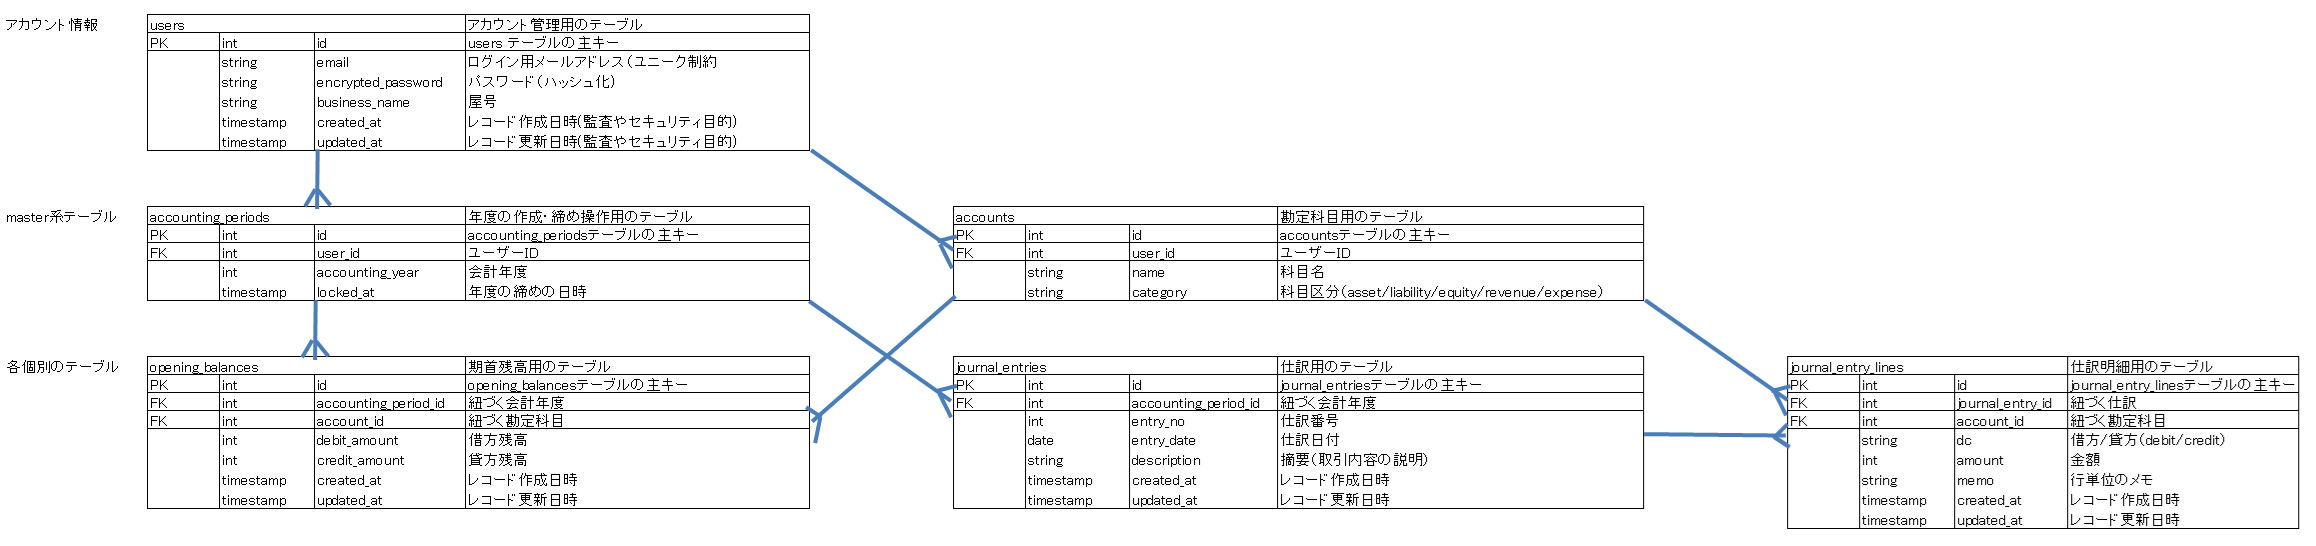 アカウント情報
users アカウント管理用のテーブル
PK int id users テーブルの主キー
string email ログイン用メールアドレス（ユニーク制約
string encrypted_password パスワード（ハッシュ化）
string business_name 屋号
timestamp created_at レコード作成日時(監査やセキュリティ目的)
timestamp updated_at レコード更新日時(監査やセキュリティ目的)
master系テーブル
accounting_periods 年度の作成・締め操作用のテーブル
PK int id accounting_periodsテーブルの主キー
FK int user_id ユーザーID
int accounting_year 会計年度
timestamp locked_at 年度の締めの日時
accounts 勘定科目用のテーブル
PK int id accountsテーブルの主キー
FK int user_id ユーザーID
string name 科目名
string category 科目区分（asset/liability/equity/revenue/expense）
各個別のテーブル
opening_balances 期首残高用のテーブル
PK int id opening_balancesテーブルの主キー
FK int accounting_period_id 紐づく会計年度
FK int account_id 紐づく勘定科目
int debit_amount 借方残高
int credit_amount 貸方残高
timestamp created_at レコード作成日時
timestamp updated_at レコード更新日時
journal_entries 仕訳用のテーブル
PK int id journal_entriesテーブルの主キー
FK int accounting_period_id 紐づく会計年度
int entry_no 仕訳番号
date entry_date 仕訳日付
string description 摘要（取引内容の説明）
timestamp created_at レコード作成日時
timestamp updated_at レコード更新日時
journal_entry_lines 仕訳明細用のテーブル
PK int id journal_entry_linesテーブルの主キー
FK int journal_entry_id 紐づく仕訳
FK int account_id 紐づく勘定科目
string dc 借方/貸方（debit/credit）
int amount 金額
string memo 行単位のメモ
timestamp created_at レコード作成日時
timestamp updated_at レコード更新日時